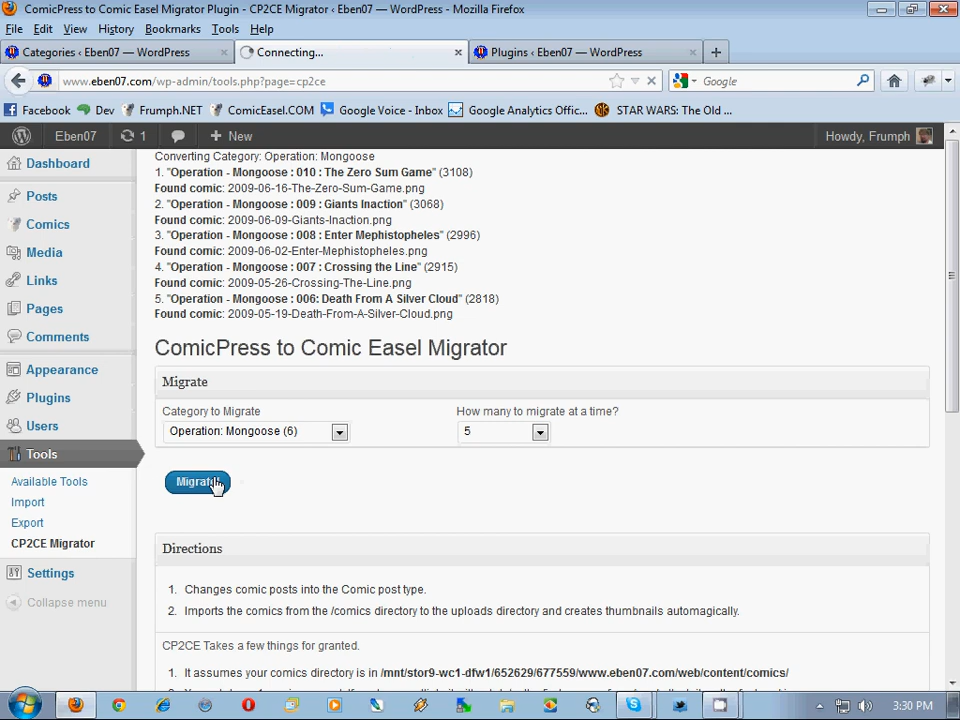 ComicPress to Comic Easel Migrator Plugin - CP2CE Migrator ‹ Eben07 — WordPress - Mozilla Firefox
File Edit View History Bookmarks Tools Help
Categories ‹ Eben07 — WordPress × Connecting... × Plugins ‹ Eben07 — WordPress × +
www.eben07.com/wp-admin/tools.php?page=cp2ce Google
Facebook Dev Frumph.NET ComicEasel.COM Google Voice - Inbox Google Analytics Offic... STAR WARS: The Old ...
Eben07 1 + New Howdy, Frumph
Dashboard
Posts
Comics
Media
Links
Pages
Comments
Appearance
Plugins
Users
Tools
Available Tools
Import
Export
CP2CE Migrator
Settings
Collapse menu
Converting Category: Operation: Mongoose
1. "Operation - Mongoose : 010 : The Zero Sum Game" (3108)
Found comic: 2009-06-16-The-Zero-Sum-Game.png
2. "Operation - Mongoose : 009 : Giants Inaction" (3068)
Found comic: 2009-06-09-Giants-Inaction.png
3. "Operation - Mongoose : 008 : Enter Mephistopheles" (2996)
Found comic: 2009-06-02-Enter-Mephistopheles.png
4. "Operation - Mongoose : 007 : Crossing the Line" (2915)
Found comic: 2009-05-26-Crossing-The-Line.png
5. "Operation - Mongoose : 006: Death From A Silver Cloud" (2818)
Found comic: 2009-05-19-Death-From-A-Silver-Cloud.png
ComicPress to Comic Easel Migrator
Migrate
Category to Migrate How many to migrate at a time?
Operation: Mongoose (6) 5
Migrate
Directions
1. Changes comic posts into the Comic post type.
2. Imports the comics from the /comics directory to the uploads directory and creates thumbnails automagically.
CP2CE Takes a few things for granted.
1. It assumes your comics directory is in /mnt/stor9-wc1-dfw1/652629/677559/www.eben07.com/web/content/comics/
3:30 PM